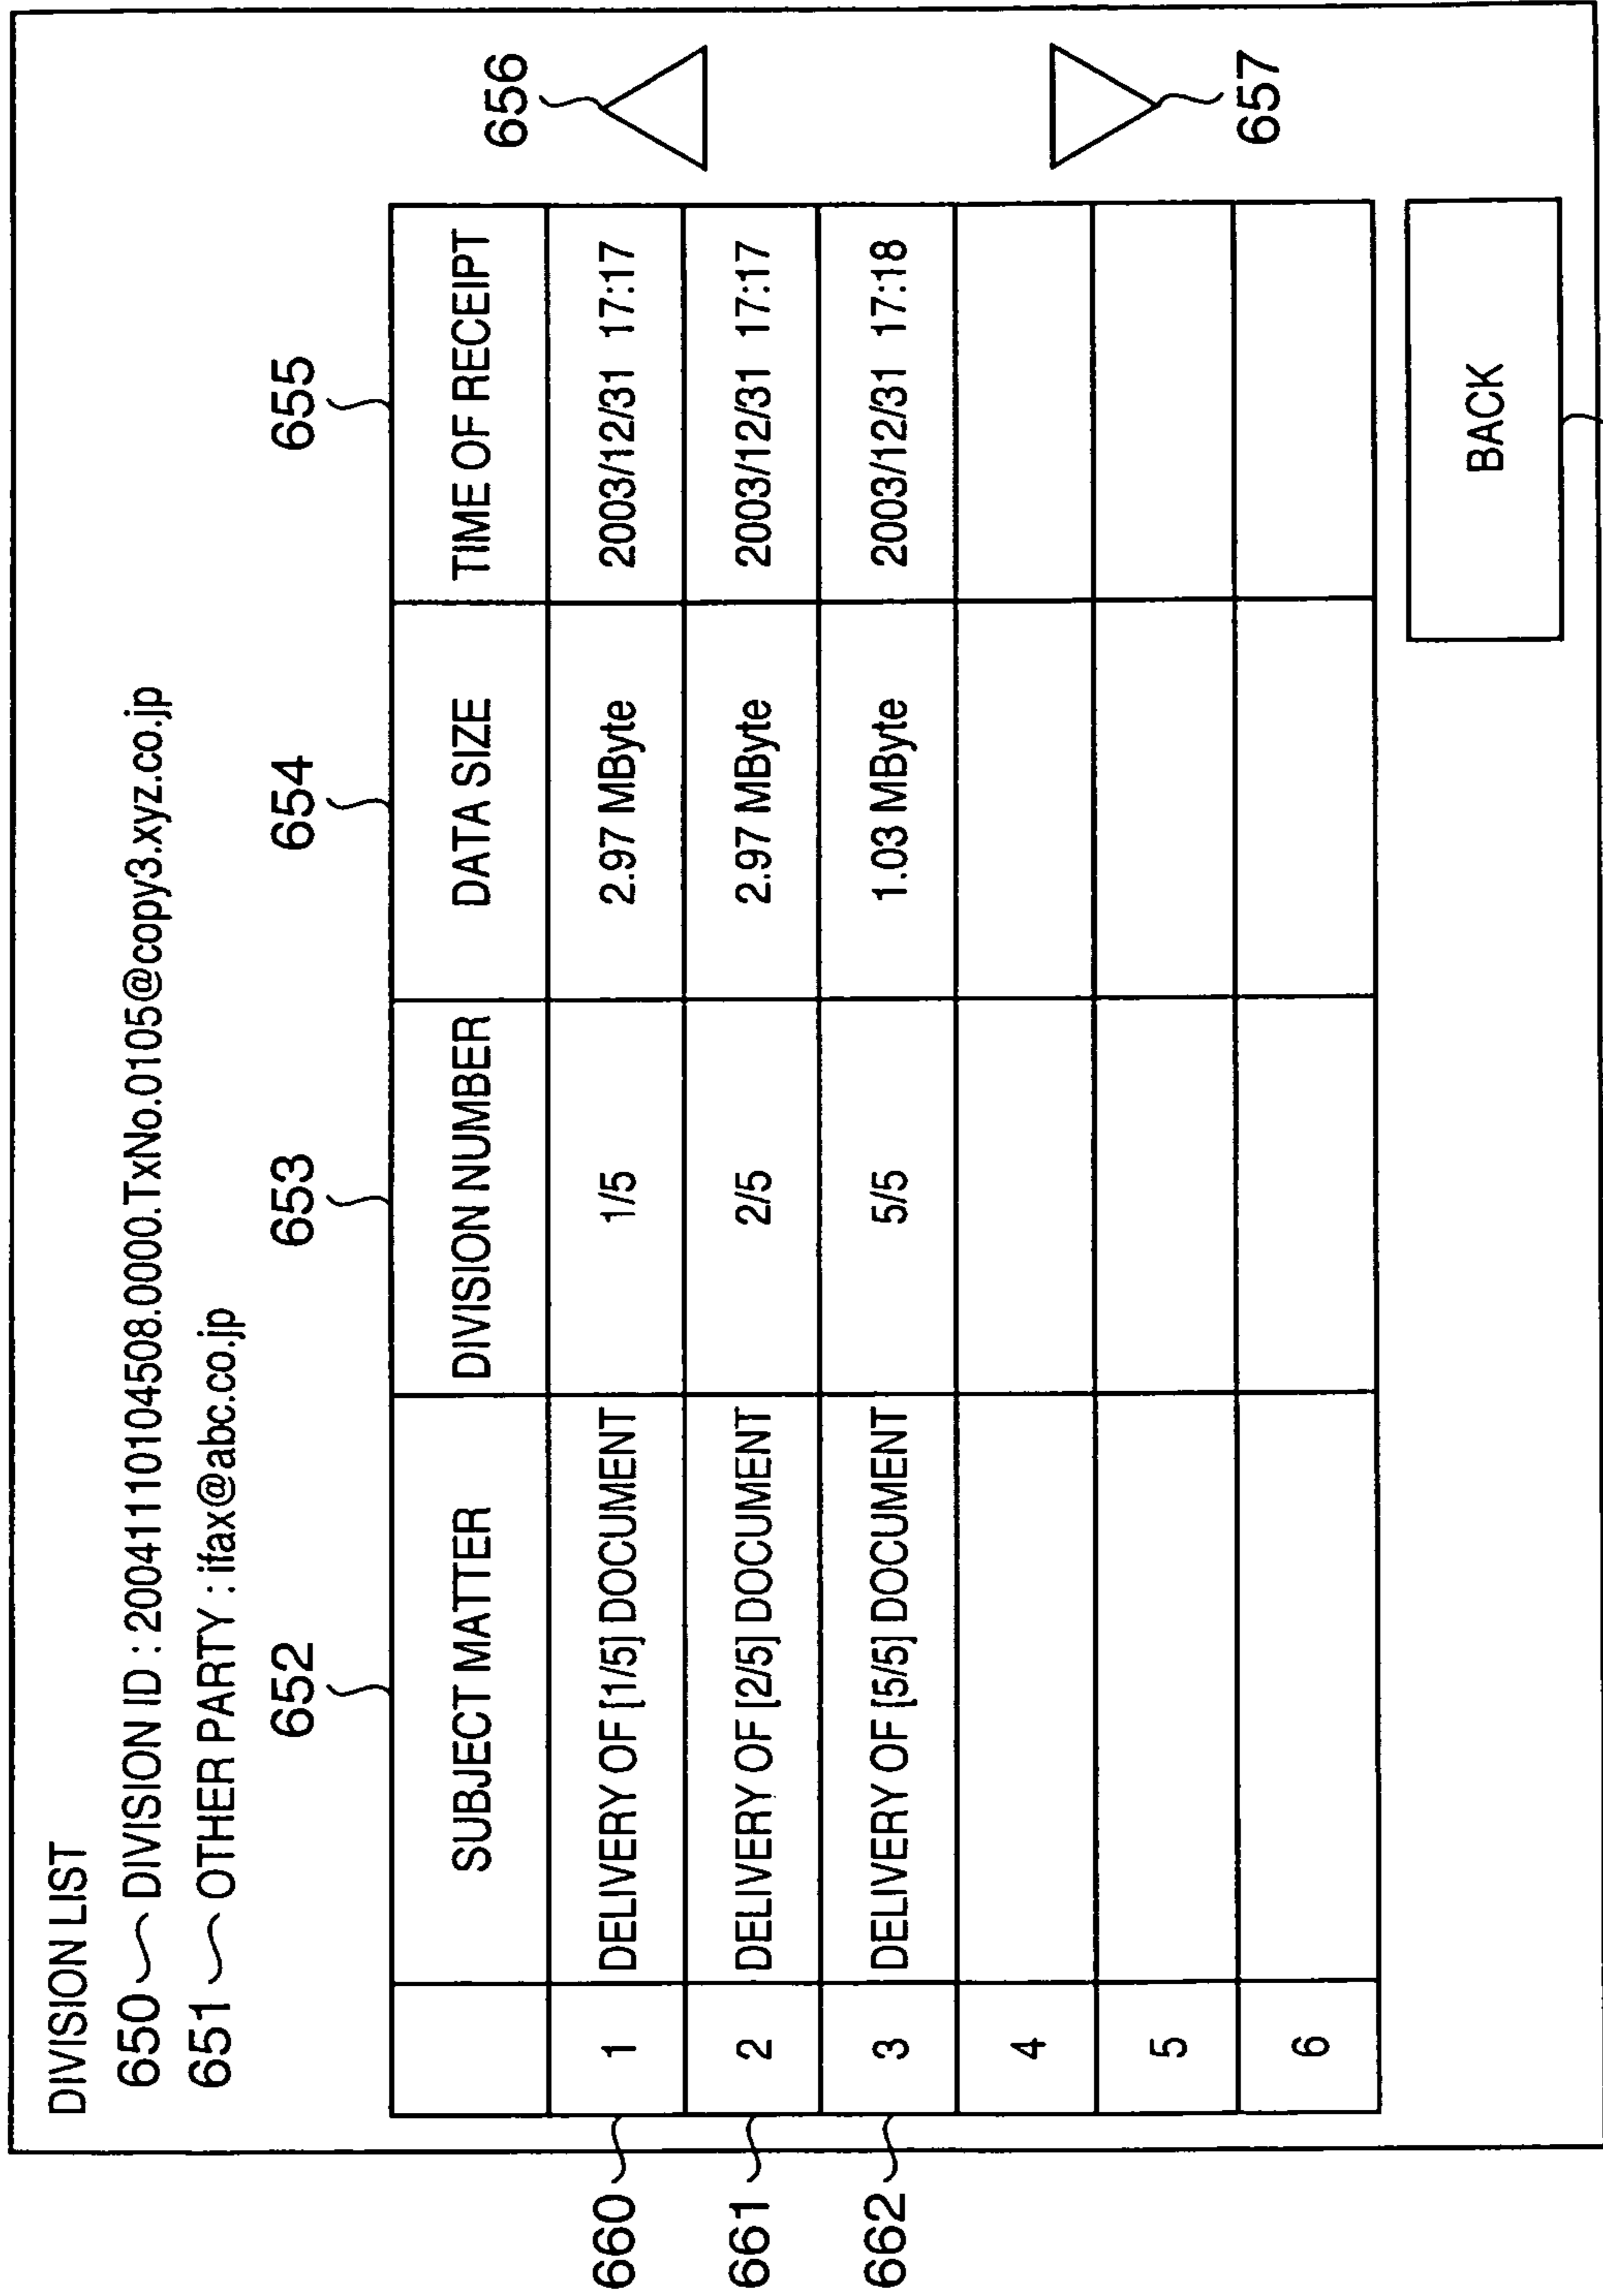 DIVISION LIST
650 DIVISION ID : 20041110104508.0000.TxNo.0105@copy3.xyz.co.jp
651 OTHER PARTY : ifax@abc.co.jp
652 653 654 655
SUBJECT MATTER DIVISION NUMBER DATA SIZE TIME OF RECEIPT
660 1 DELIVERY OF [1/5] DOCUMENT 1/5 2.97 MByte 2003/12/31 17:17
661 2 DELIVERY OF [2/5] DOCUMENT 2/5 2.97 MByte 2003/12/31 17:17
662 3 DELIVERY OF [5/5] DOCUMENT 5/5 1.03 MByte 2003/12/31 17:18
4
5
6
656
657
BACK